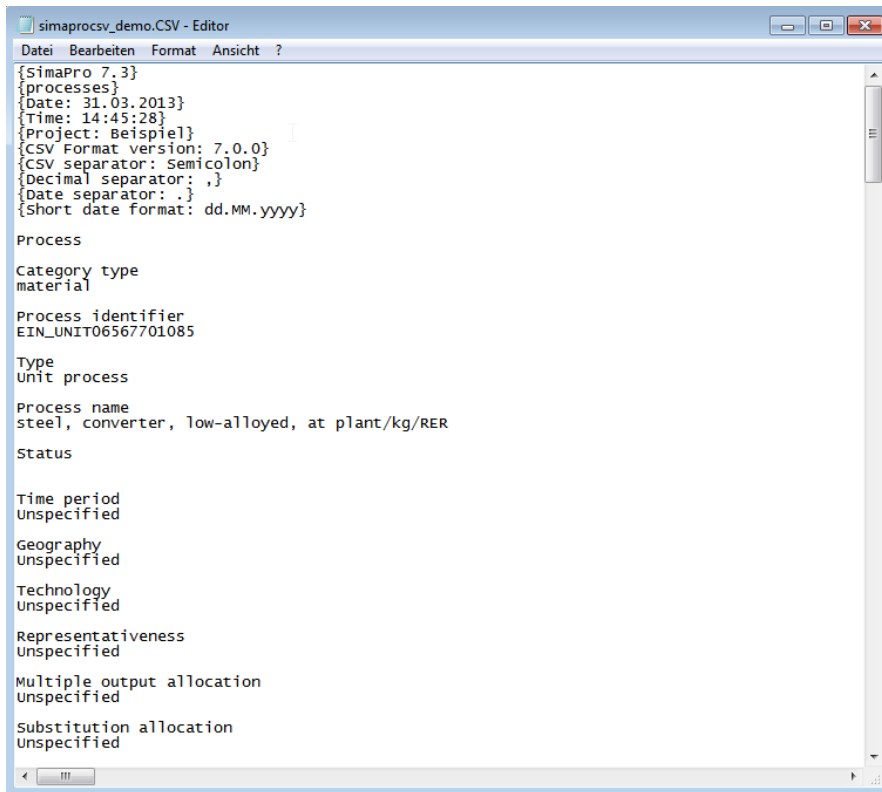 simaprocsv_demo.CSV - Editor
Datei Bearbeiten Format Ansicht ?
{SimaPro 7.3}
{processes}
{Date: 31.03.2013}
{Time: 14:45:28}
{Project: Beispiel}
{CSV Format version: 7.0.0}
{CSV separator: Semicolon}
{Decimal separator: ,}
{Date separator: .}
{Short date format: dd.MM.yyyy}
Process
Category type
material
Process identifier
EIN_UNIT06567701085
Type
Unit process
Process name
steel, converter, low-alloyed, at plant/kg/RER
Status
Time period
Unspecified
Geography
Unspecified
Technology
Unspecified
Representativeness
Unspecified
Multiple output allocation
Unspecified
Substitution allocation
Unspecified